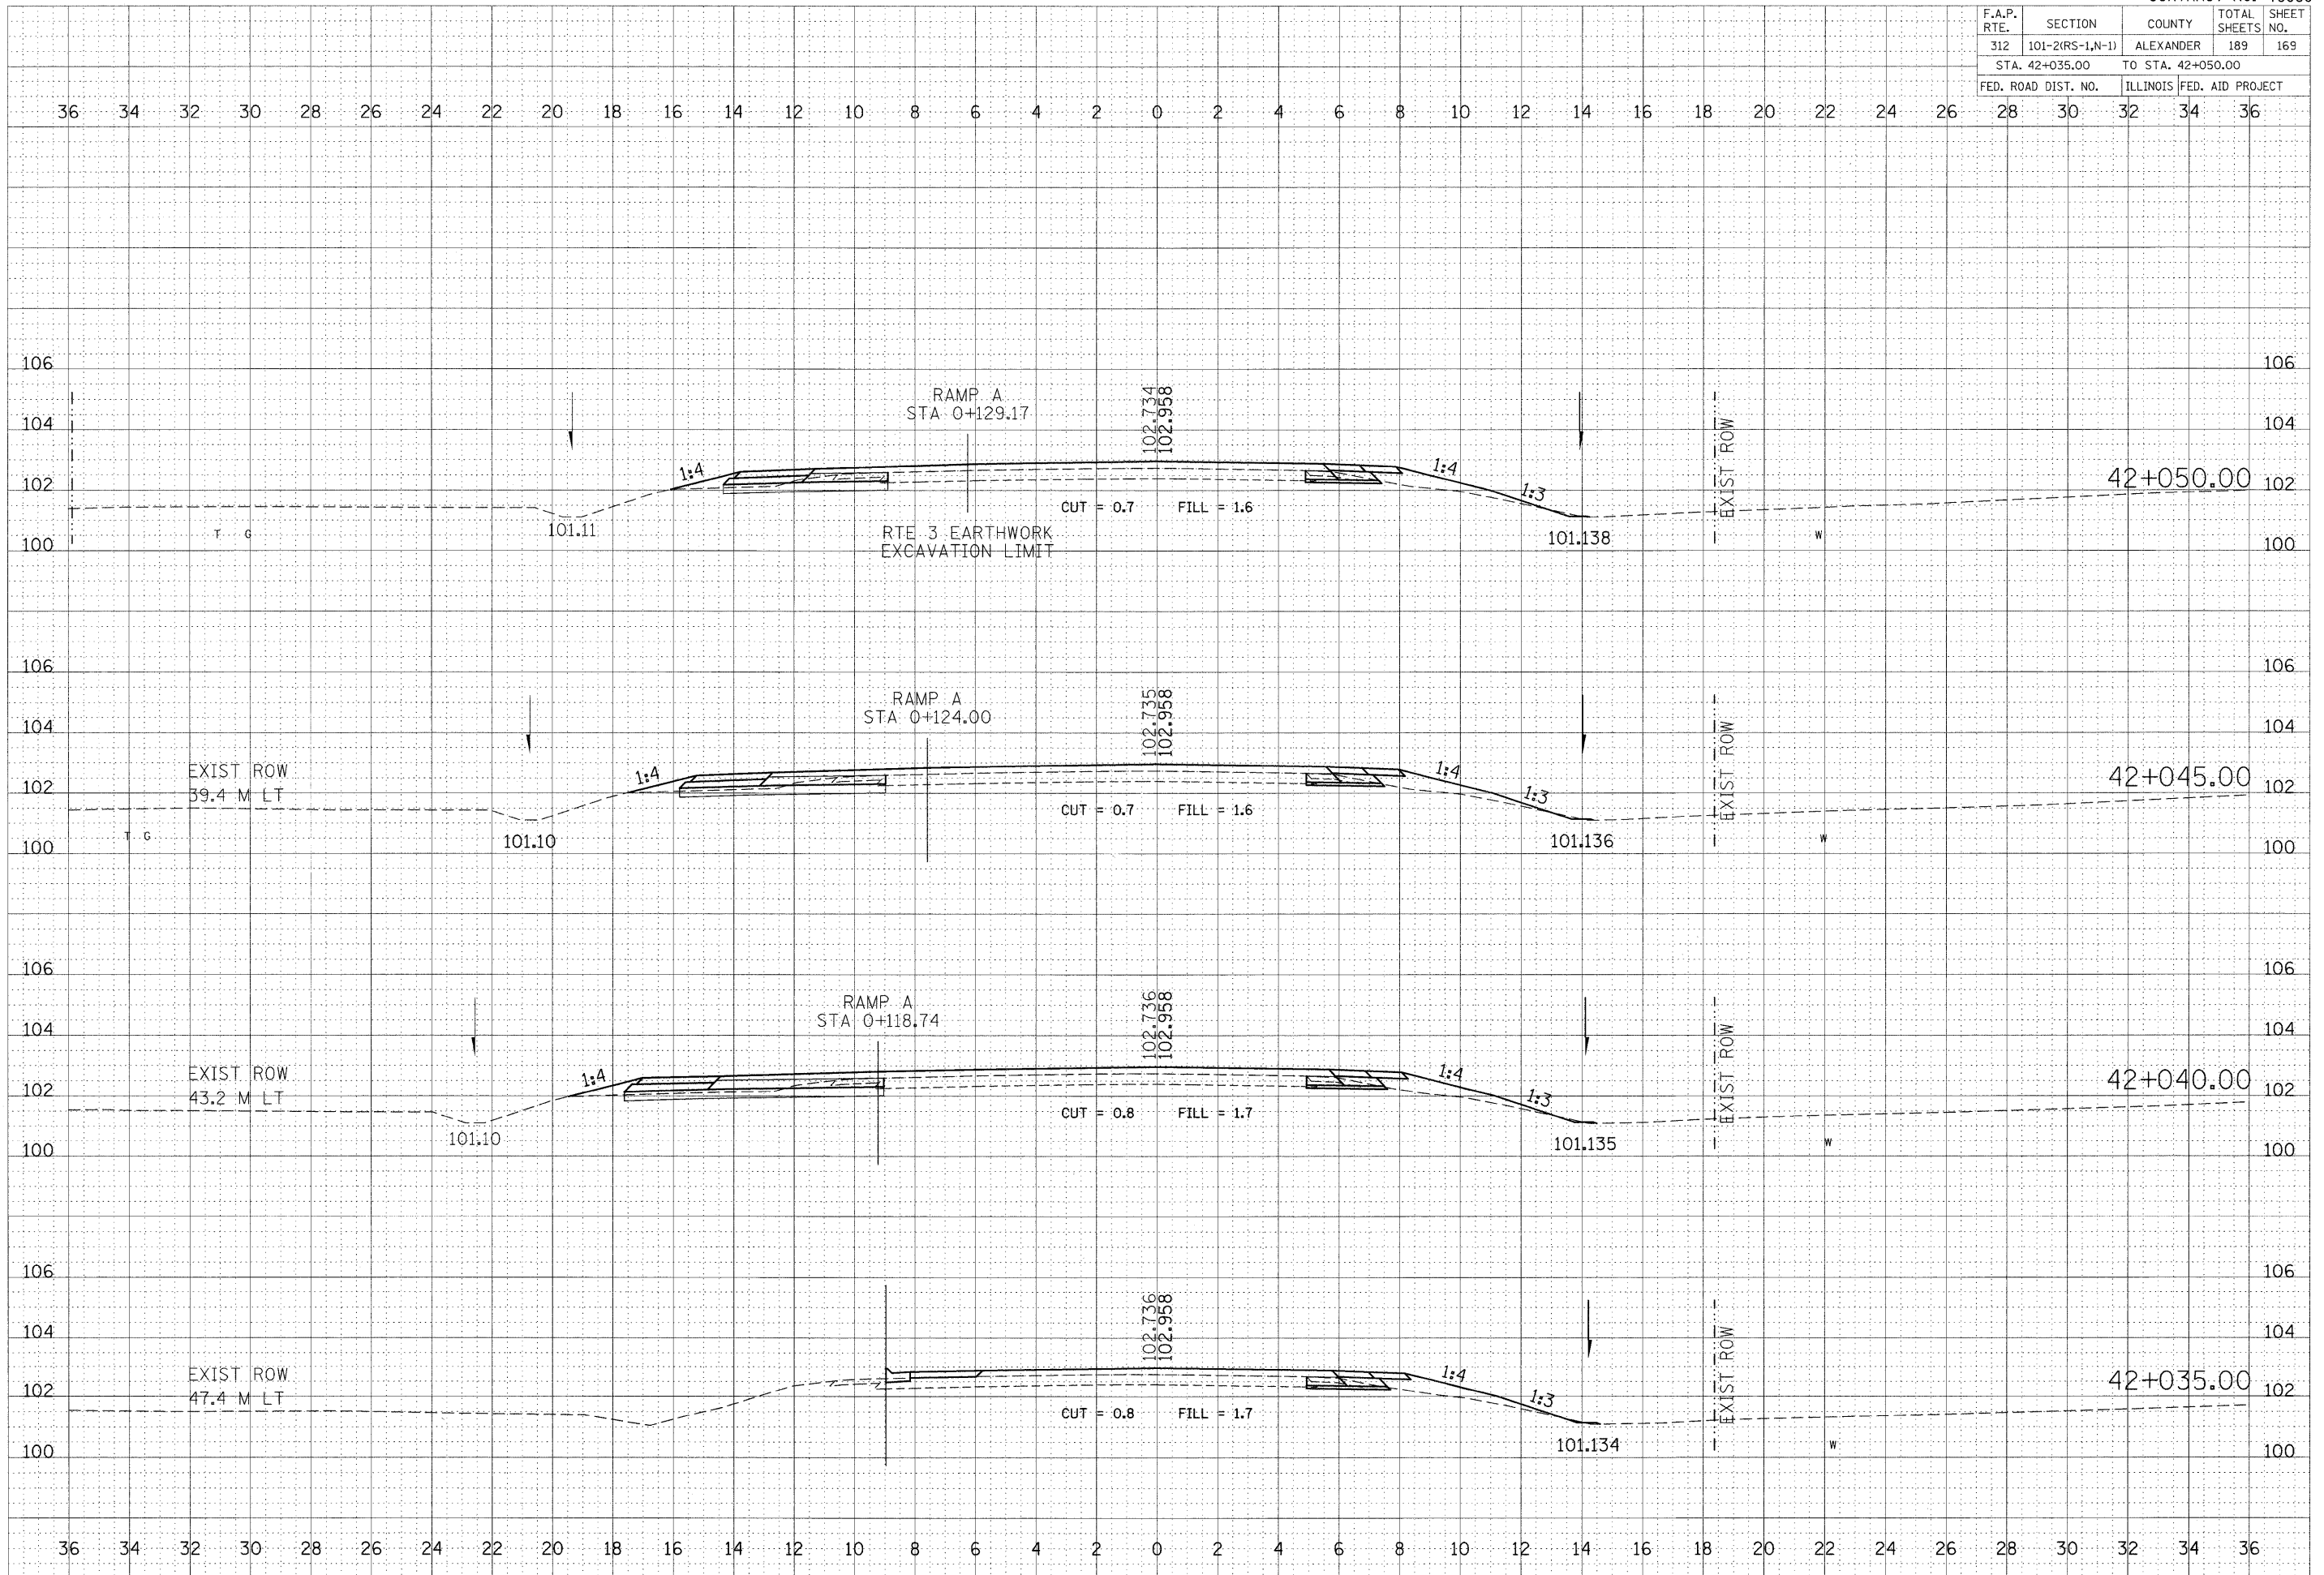 F.A.P. RTE. SECTION COUNTY TOTAL SHEETS SHEET NO.
312 101-2(RS-1,N-1) ALEXANDER 189 169
STA. 42+035.00 TO STA. 42+050.00
FED. ROAD DIST. NO. ILLINOIS FED. AID PROJECT
36 34 32 30 28 26 24 22 20 18 16 14 12 10 8 6 4 2 0 2 4 6 8 10 12 14 16 18 20 22 24 26 28 30 32 34 36
106 106
RAMP A
STA 0+129.17
102.734
102.958
104 104
EXIST ROW
1:4 1:4
42+050.00
102 102
1:3
CUT = 0.7 FILL = 1.6
101.11
RTE 3 EARTHWORK
EXCAVATION LIMIT
101.138
T G
W
100 100
106 106
RAMP A
STA 0+124.00
102.735
102.958
104 104
EXIST ROW
EXIST ROW
39.4 M LT
1:4 1:4
42+045.00
102 102
1:3
CUT = 0.7 FILL = 1.6
T G
101.10
101.136
W
100 100
106 106
RAMP A
STA 0+118.74
102.736
102.958
104 104
EXIST ROW
EXIST ROW
43.2 M LT
1:4 1:4
42+040.00
102 102
1:3
CUT = 0.8 FILL = 1.7
101.10
101.135
W
100 100
106 106
102.736
102.958
104 104
EXIST ROW
EXIST ROW
47.4 M LT
1:4
42+035.00
102 102
1:3
CUT = 0.8 FILL = 1.7
101.134
W
100 100
36 34 32 30 28 26 24 22 20 18 16 14 12 10 8 6 4 2 0 2 4 6 8 10 12 14 16 18 20 22 24 26 28 30 32 34 36